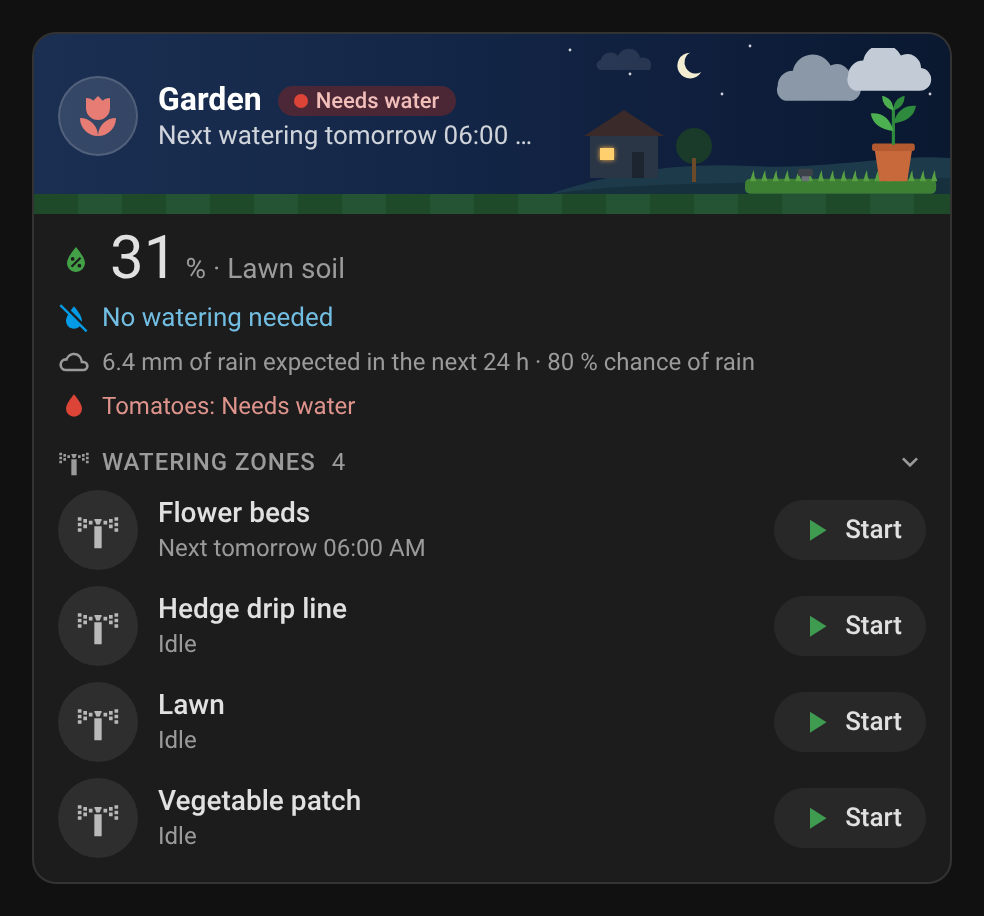 Garden
Needs water
Next watering tomorrow 06:00 ...
31 % · Lawn soil
No watering needed
6.4 mm of rain expected in the next 24 h · 80 % chance of rain
Tomatoes: Needs water
WATERING ZONES 4
Flower beds
Next tomorrow 06:00 AM
Start
Hedge drip line
Idle
Start
Lawn
Idle
Start
Vegetable patch
Idle
Start